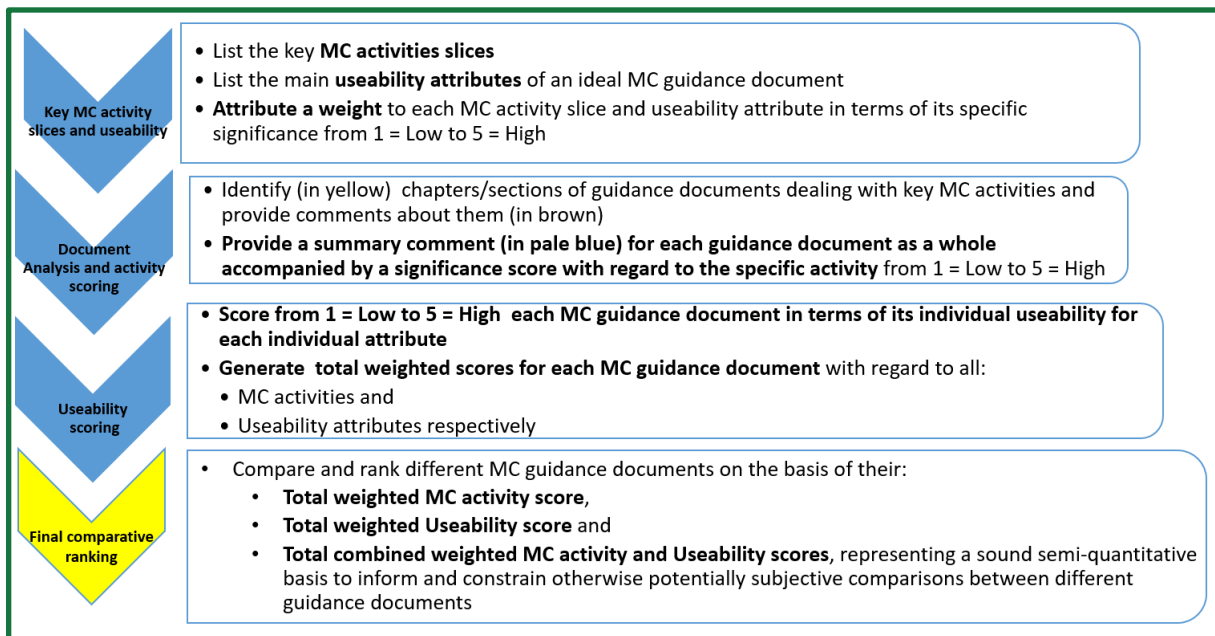 Key MC activity
slices and useability
• List the key MC activities slices
• List the main useability attributes of an ideal MC guidance document
• Attribute a weight to each MC activity slice and useability attribute in terms of its specific
significance from 1 = Low to 5 = High
Document
Analysis and activity
scoring
• Identify (in yellow)  chapters/sections of guidance documents dealing with key MC activities and
provide comments about them (in brown)
• Provide a summary comment (in pale blue) for each guidance document as a whole
accompanied by a significance score with regard to the specific activity from 1 = Low to 5 = High
Useability
scoring
• Score from 1 = Low to 5 = High  each MC guidance document in terms of its individual useability for
each individual attribute
• Generate  total weighted scores for each MC guidance document with regard to all:
• MC activities and
• Useability attributes respectively
Final comparative
ranking
• Compare and rank different MC guidance documents on the basis of their:
• Total weighted MC activity score,
• Total weighted Useability score and
• Total combined weighted MC activity and Useability scores, representing a sound semi-quantitative
basis to inform and constrain otherwise potentially subjective comparisons between different
guidance documents